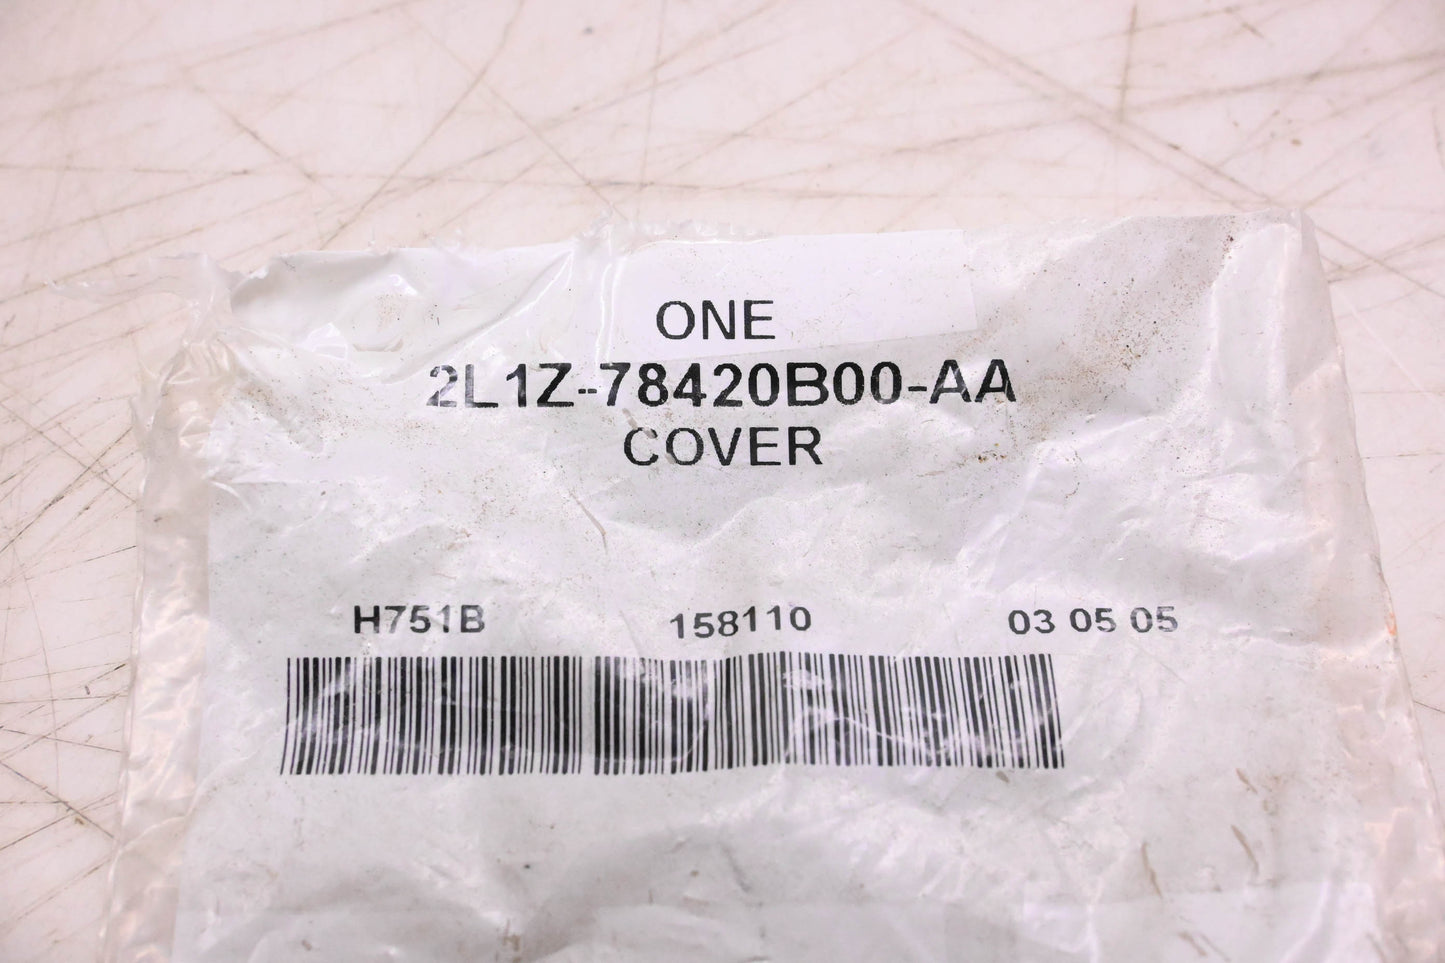 ONE
2L1Z-78420B00-AA
COVER
H751B 158110 03 05 05